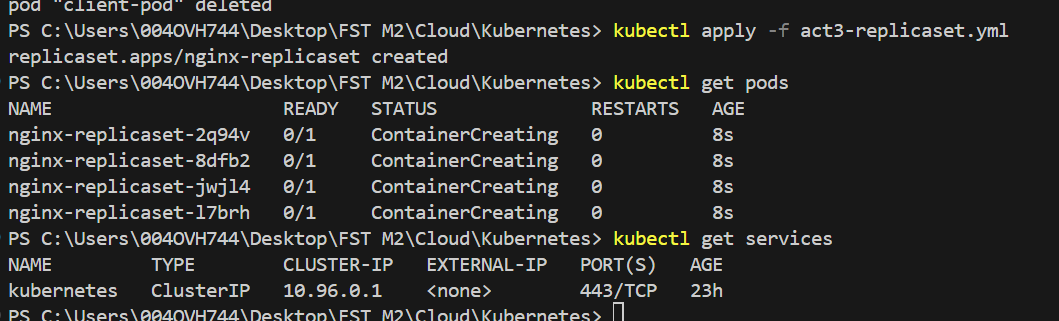 pod "client-pod" deleted
PS C:\Users\004OVH744\Desktop\FST M2\Cloud\Kubernetes> kubectl apply -f act3-replicaset.yml
replicaset.apps/nginx-replicaset created
PS C:\Users\004OVH744\Desktop\FST M2\Cloud\Kubernetes> kubectl get pods
NAME                     READY   STATUS              RESTARTS   AGE
nginx-replicaset-2q94v   0/1     ContainerCreating   0          8s
nginx-replicaset-8dfb2   0/1     ContainerCreating   0          8s
nginx-replicaset-jwjl4   0/1     ContainerCreating   0          8s
nginx-replicaset-l7brh   0/1     ContainerCreating   0          8s
PS C:\Users\004OVH744\Desktop\FST M2\Cloud\Kubernetes> kubectl get services
NAME         TYPE        CLUSTER-IP   EXTERNAL-IP   PORT(S)   AGE
kubernetes   ClusterIP   10.96.0.1    <none>        443/TCP   23h
PS C:\Users\004OVH744\Desktop\FST M2\Cloud\Kubernetes>